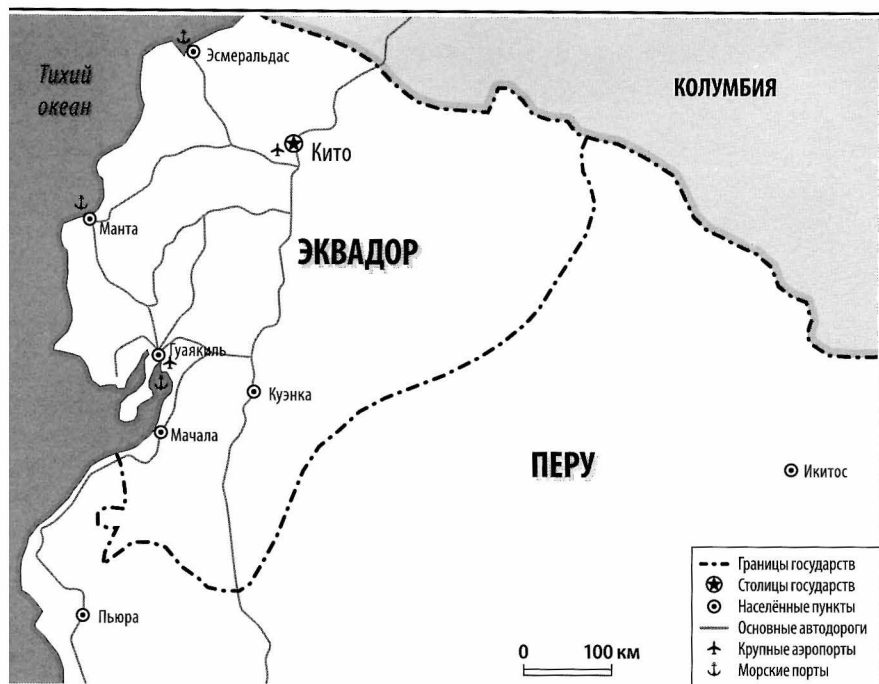 Эсмеральдас
Тихий
океан
КОЛУМБИЯ
Кито
Манта
ЭКВАДОР
Гуаякиль
Куэнка
Мачала
ПЕРУ
Икитос
Пьюра
0 100 км
Границы государств
Столицы государств
Населённые пункты
Основные автодороги
Крупные аэропорты
Морские порты